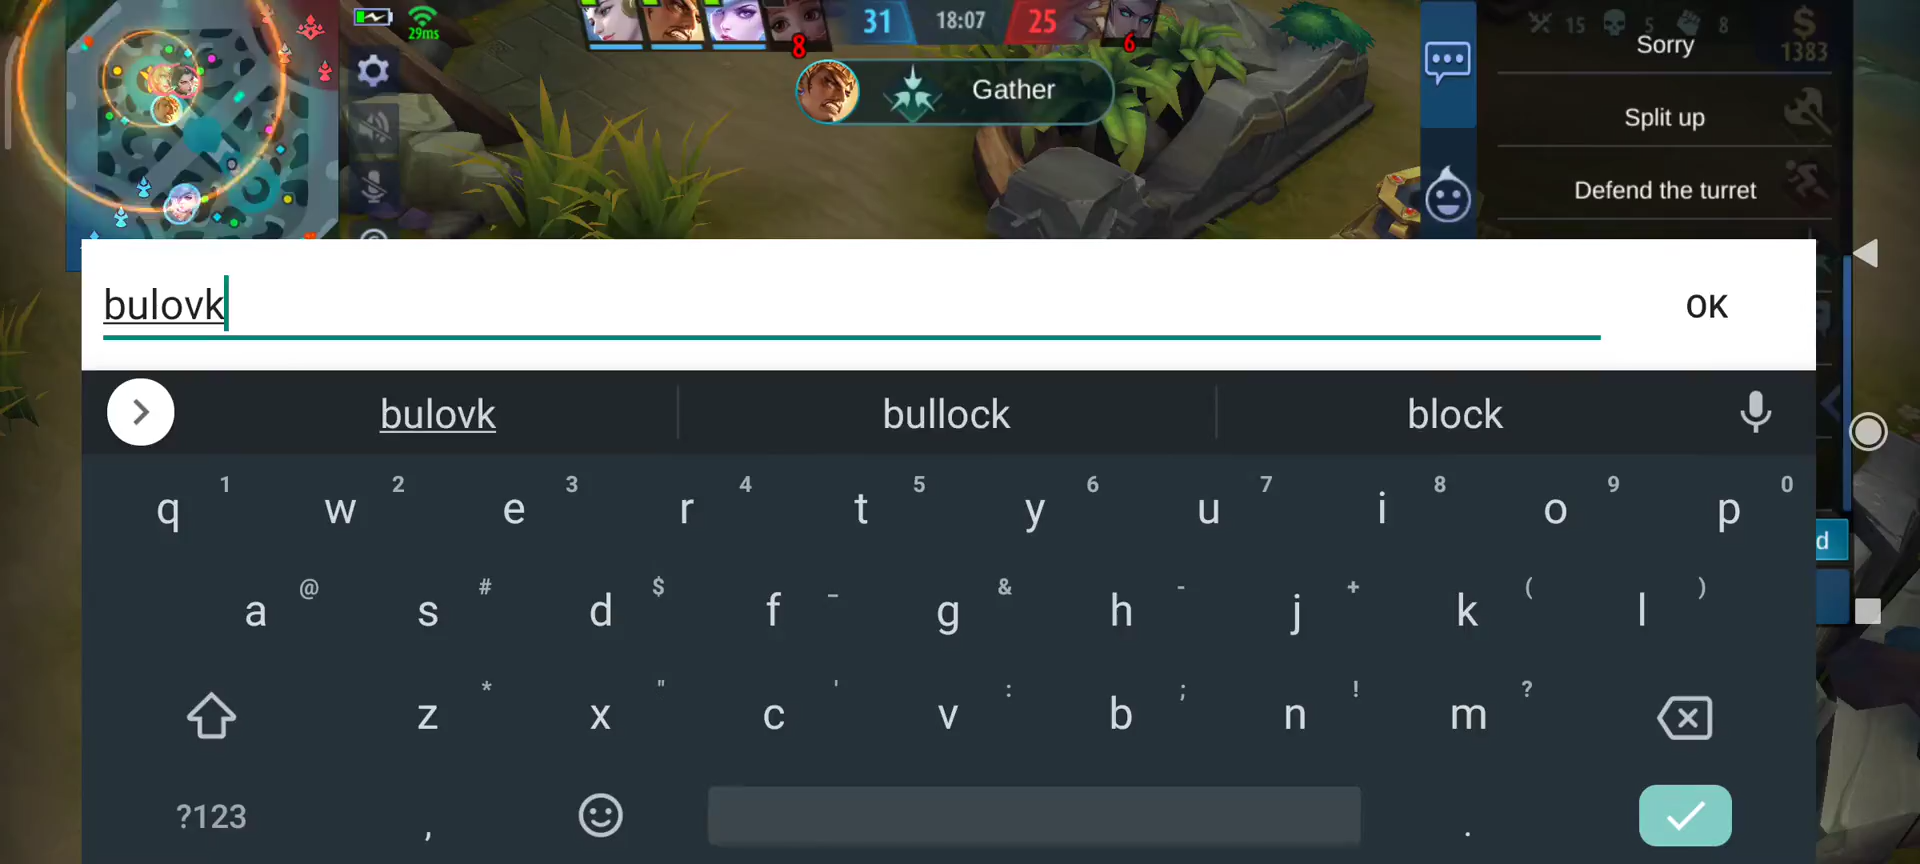 29ms
8
31
18:07
25
6
15 5 8
1383
Gather
Sorry
Split up
Defend the turret
bulovk
OK
bulovk bullock block
1 2 3 4 5 6 7 8 9 0
q w e r t y u i o p
@ # $ _ & - + ( )
a s d f g h j k l
* " ' : ; ! ?
z x c v b n m
?123 , .
d